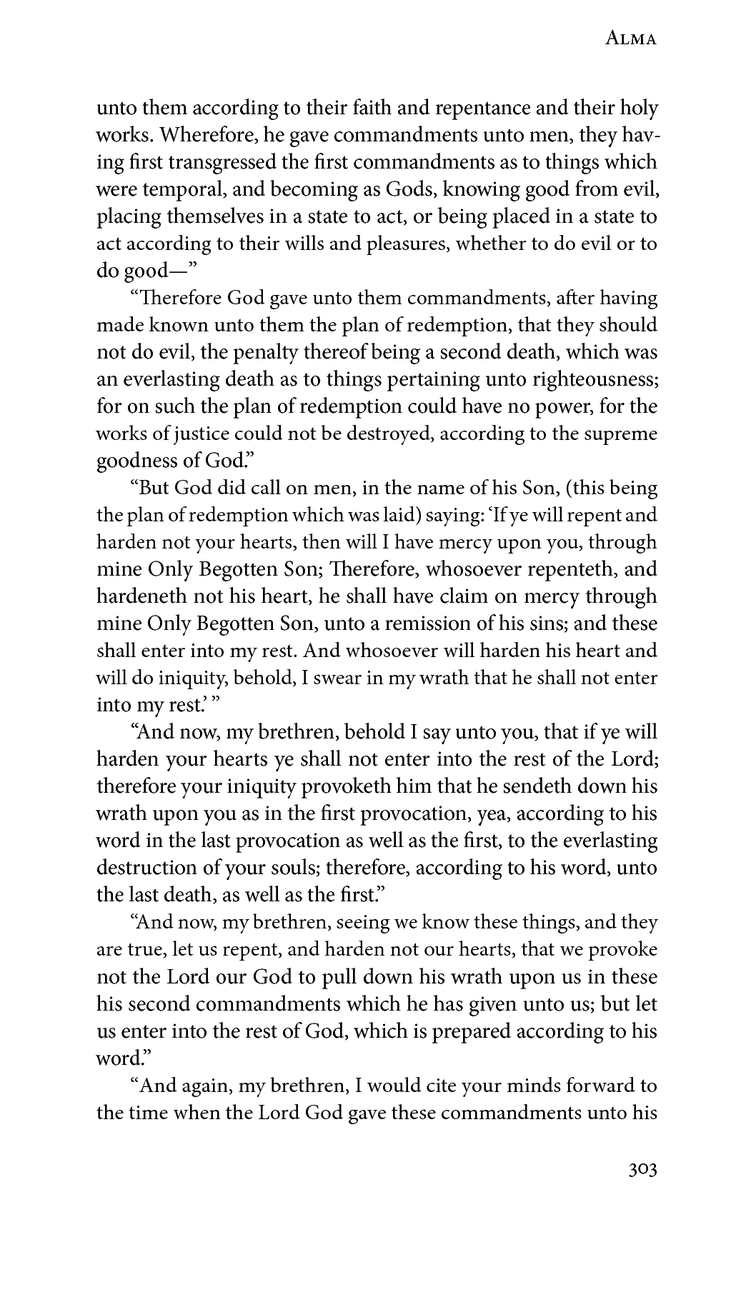 Alma
unto them according to their faith and repentance and their holy
works. Wherefore, he gave commandments unto men, they hav-
ing first transgressed the first commandments as to things which
were temporal, and becoming as Gods, knowing good from evil,
placing themselves in a state to act, or being placed in a state to
act according to their wills and pleasures, whether to do evil or to
do good—”
“Therefore God gave unto them commandments, after having
made known unto them the plan of redemption, that they should
not do evil, the penalty thereof being a second death, which was
an everlasting death as to things pertaining unto righteousness;
for on such the plan of redemption could have no power, for the
works of justice could not be destroyed, according to the supreme
goodness of God.”
“But God did call on men, in the name of his Son, (this being
the plan of redemption which was laid) saying: ‘If ye will repent and
harden not your hearts, then will I have mercy upon you, through
mine Only Begotten Son; Therefore, whosoever repenteth, and
hardeneth not his heart, he shall have claim on mercy through
mine Only Begotten Son, unto a remission of his sins; and these
shall enter into my rest. And whosoever will harden his heart and
will do iniquity, behold, I swear in my wrath that he shall not enter
into my rest.’ ”
“And now, my brethren, behold I say unto you, that if ye will
harden your hearts ye shall not enter into the rest of the Lord;
therefore your iniquity provoketh him that he sendeth down his
wrath upon you as in the first provocation, yea, according to his
word in the last provocation as well as the first, to the everlasting
destruction of your souls; therefore, according to his word, unto
the last death, as well as the first.”
“And now, my brethren, seeing we know these things, and they
are true, let us repent, and harden not our hearts, that we provoke
not the Lord our God to pull down his wrath upon us in these
his second commandments which he has given unto us; but let
us enter into the rest of God, which is prepared according to his
word.”
“And again, my brethren, I would cite your minds forward to
the time when the Lord God gave these commandments unto his
303